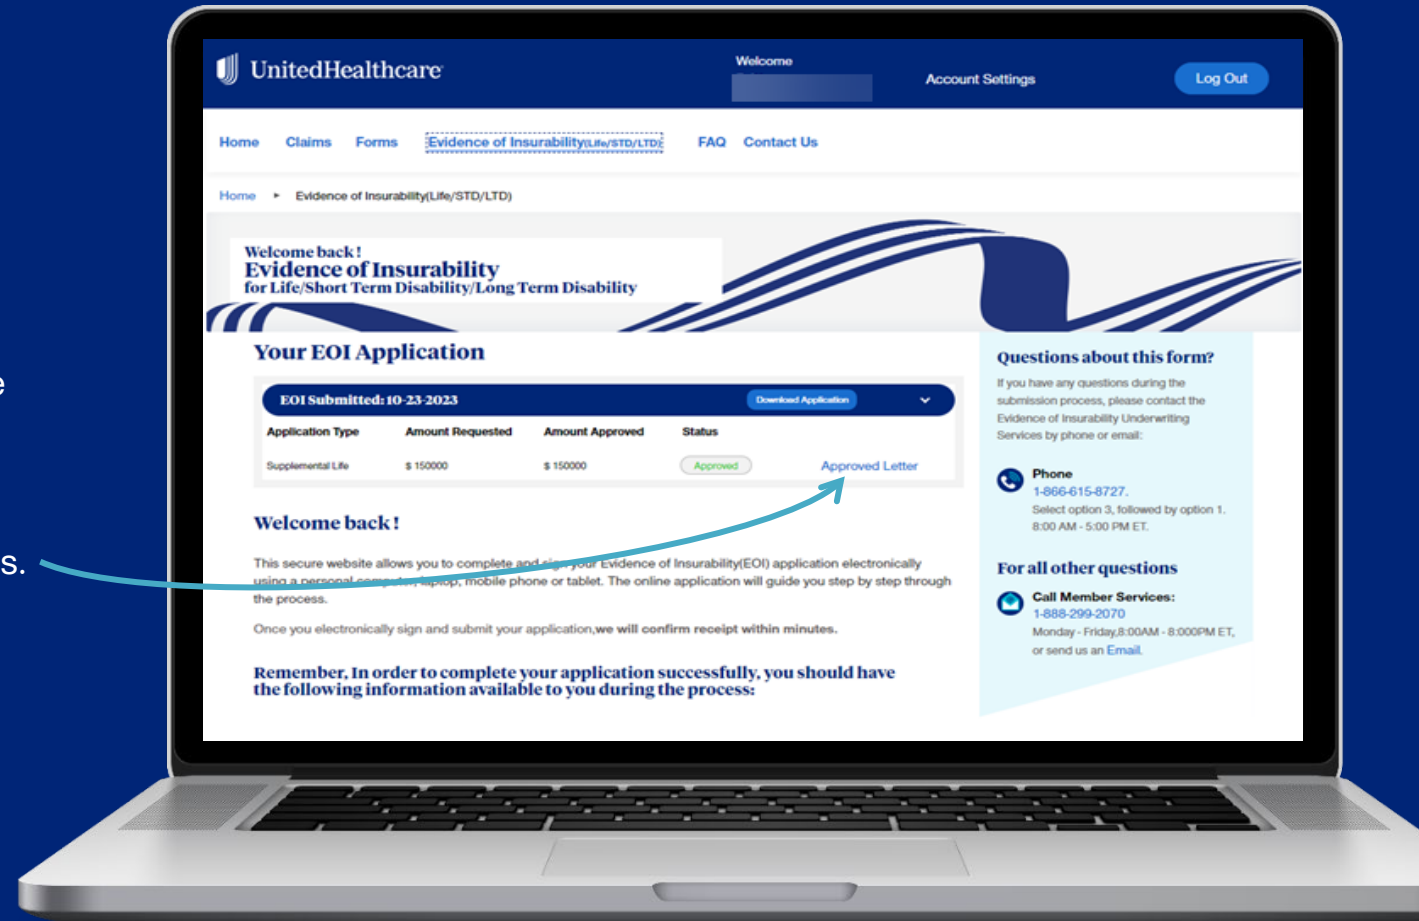 UnitedHealthcare
Welcome
Account Settings
Log Out
Home Claims Forms Evidence of Insurability(Life/STD/LTD) FAQ Contact Us
Home ▸ Evidence of Insurability(Life/STD/LTD)
Welcome back !
Evidence of Insurability
for Life/Short Term Disability/Long Term Disability
e
s.
Your EOI Application
EOI Submitted: 10-23-2023 Download Application
Application Type Amount Requested Amount Approved Status
Supplemental Life $ 150000 $ 150000 Approved Approved Letter
Welcome back !
This secure website allows you to complete and sign your Evidence of Insurability(EOI) application electronically
using a personal computer, laptop, mobile phone or tablet. The online application will guide you step by step through
the process.
Once you electronically sign and submit your application,we will confirm receipt within minutes.
Remember, In order to complete your application successfully, you should have
the following information available to you during the process:
Questions about this form?
If you have any questions during the
submission process, please contact the
Evidence of Insurability Underwriting
Services by phone or email:
Phone
1-866-615-8727.
Select option 3, followed by option 1.
8:00 AM - 5:00 PM ET.
For all other questions
Call Member Services:
1-888-299-2070
Monday - Friday,8:00AM - 8:000PM ET,
or send us an Email.